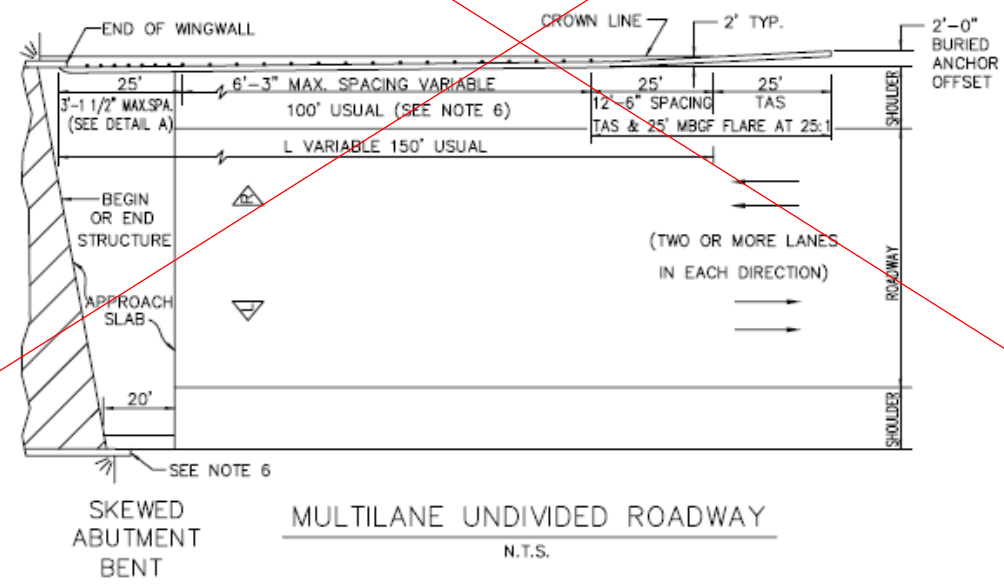 END OF WINGWALL
CROWN LINE
2' TYP.
2'-0"
BURIED
ANCHOR
OFFSET
25'
6'-3" MAX. SPACING VARIABLE
25'
25'
3'-1 1/2" MAX.SPA.
(SEE DETAIL A)
100' USUAL (SEE NOTE 6)
12'-6" SPACING
TAS
TAS & 25' MBGF FLARE AT 25:1
SHOULDER
L VARIABLE 150' USUAL
BEGIN
OR END
STRUCTURE
R
(TWO OR MORE LANES
IN EACH DIRECTION)
ROADWAY
APPROACH
SLAB
L
20'
SHOULDER
SEE NOTE 6
SKEWED
ABUTMENT
BENT
MULTILANE UNDIVIDED ROADWAY
N.T.S.